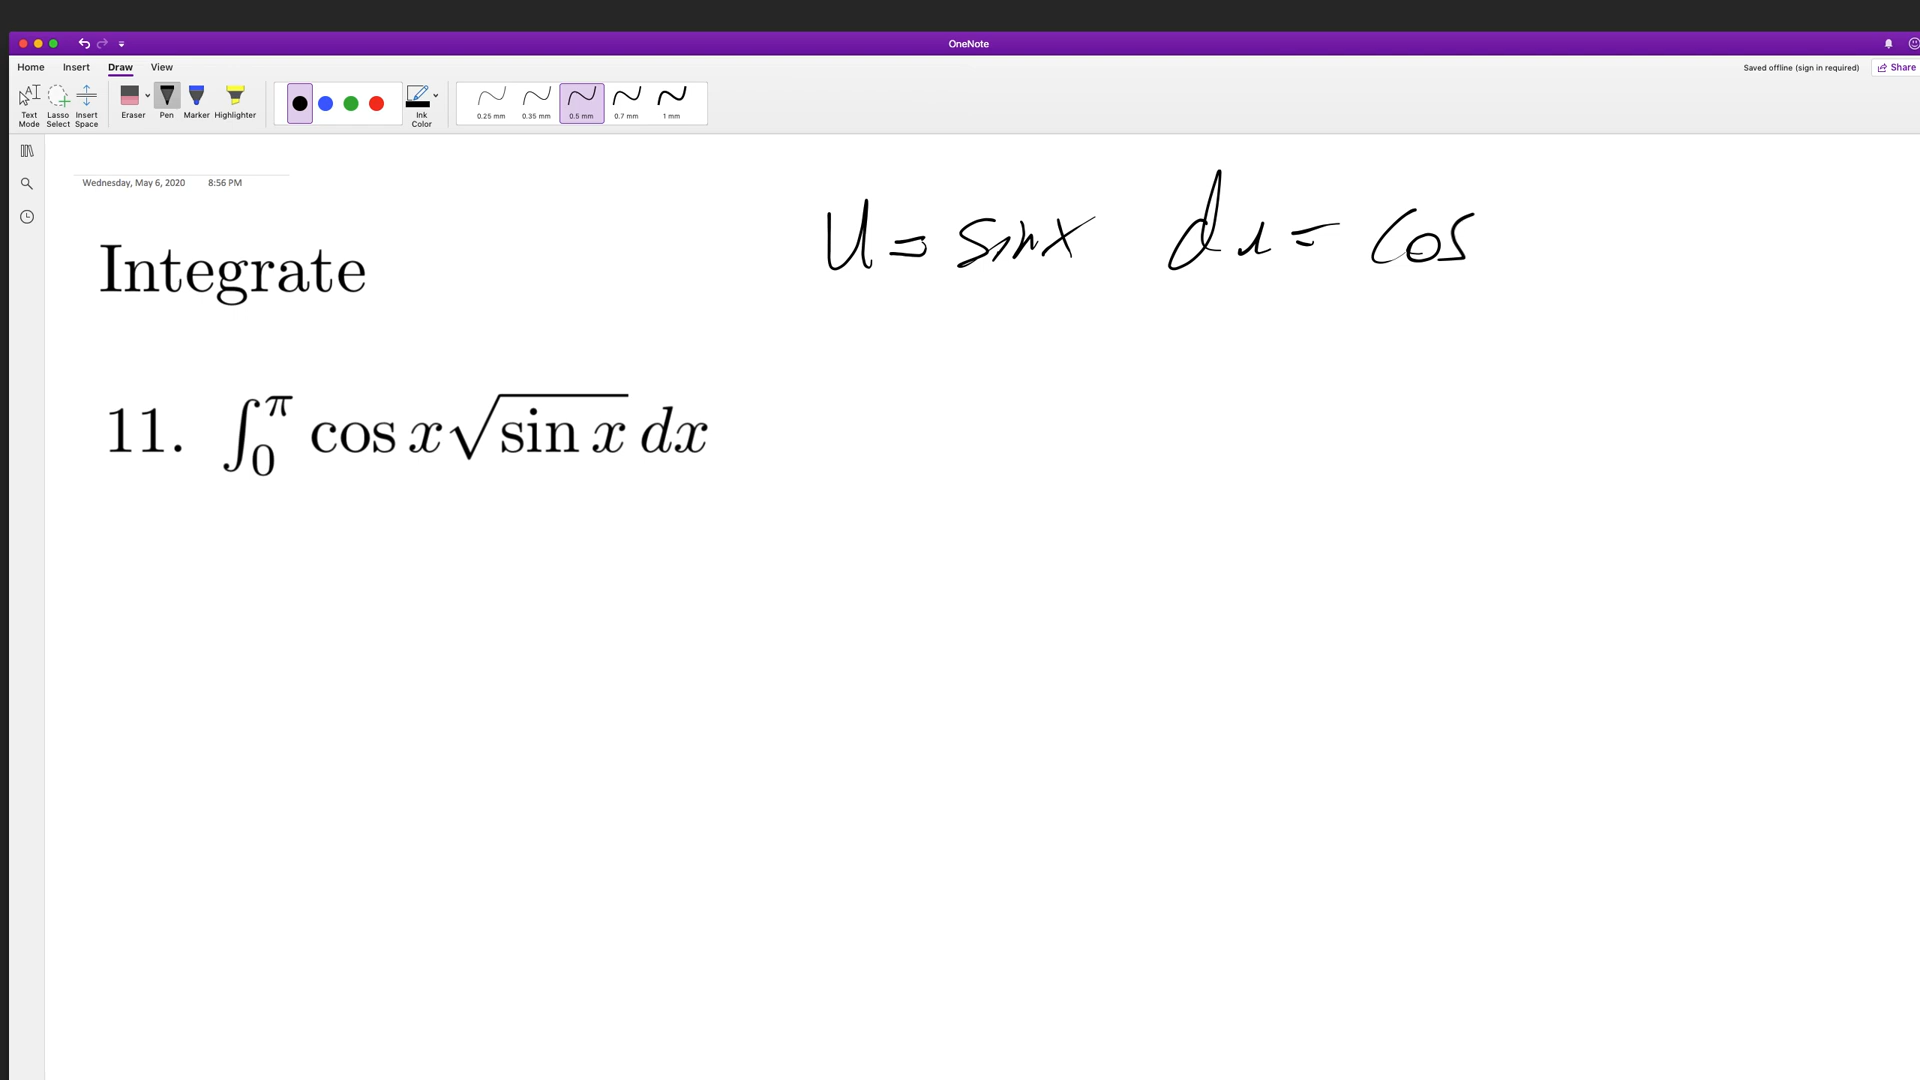 OneNote
Home Insert Draw View
Saved offline (sign in required) Share
Text Mode
Lasso Select
Insert Space
Eraser
Pen
Marker
Highlighter
Ink Color
0.25 mm 0.35 mm 0.5 mm 0.7 mm 1 mm
Wednesday, May 6, 2020 8:56 PM
u = sin x du = cos
Integrate
11. ∫₀^π cos x√(sin x) dx